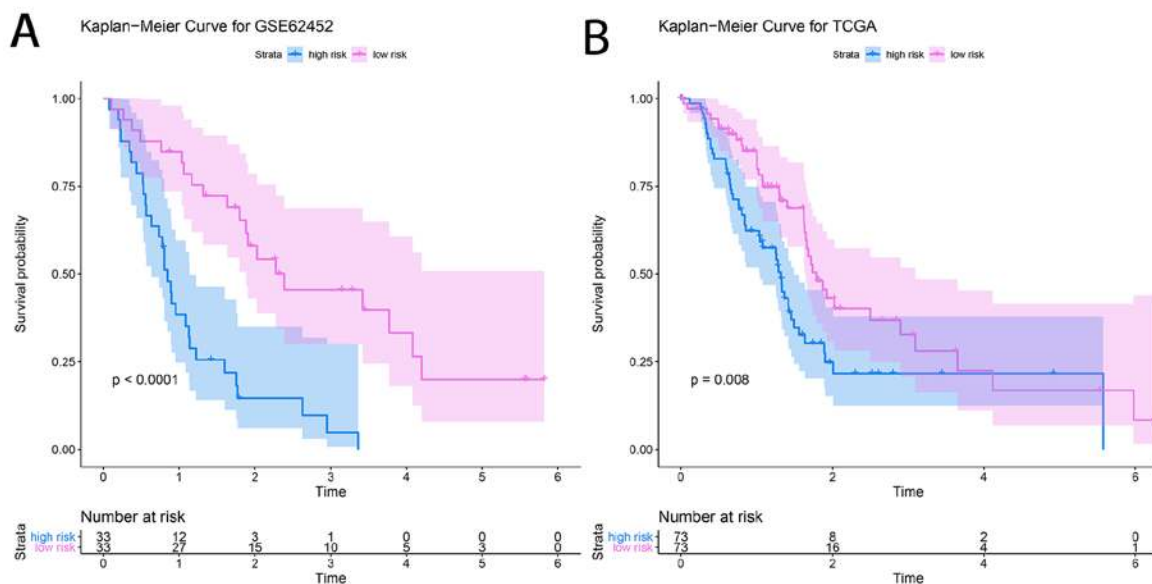 A
Kaplan−Meier Curve for GSE62452
Strata high risk low risk
1.00
0.75
0.50
0.25
0.00
Survival probability
p < 0.0001
0 1 2 3 4 5 6
Time
Number at risk
Strata
high risk 33 12 3 1 0 0 0
low risk 33 27 15 10 5 3 0
0 1 2 3 4 5 6
Time
B
Kaplan−Meier Curve for TCGA
Strata high risk low risk
1.00
0.75
0.50
0.25
0.00
Survival probability
p = 0.008
0 2 4 6
Time
Number at risk
Strata
high risk 73 8 2 0
low risk 73 16 4 1
0 2 4 6
Time